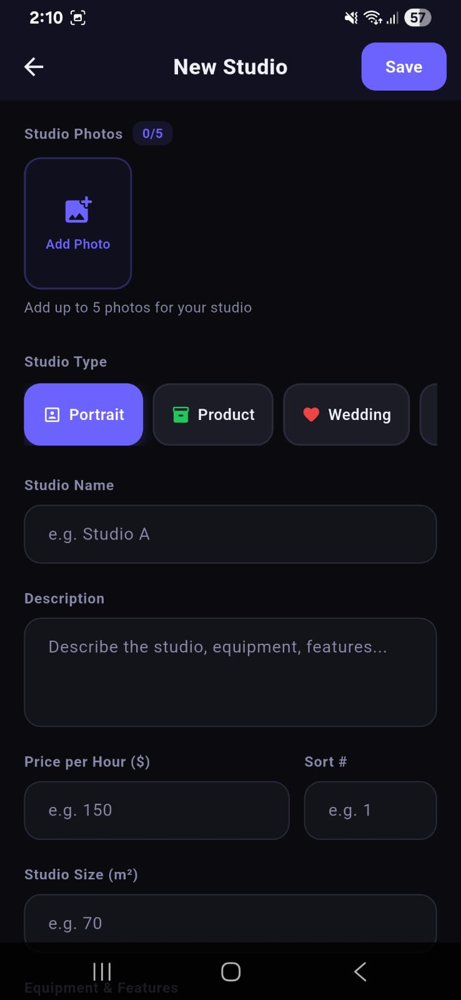 2:10
57
New Studio
Save
Studio Photos 0/5
Add Photo
Add up to 5 photos for your studio
Studio Type
Portrait
Product
Wedding
Studio Name
e.g. Studio A
Description
Describe the studio, equipment, features...
Price per Hour ($)
Sort #
e.g. 150
e.g. 1
Studio Size (m²)
e.g. 70
Equipment & Features